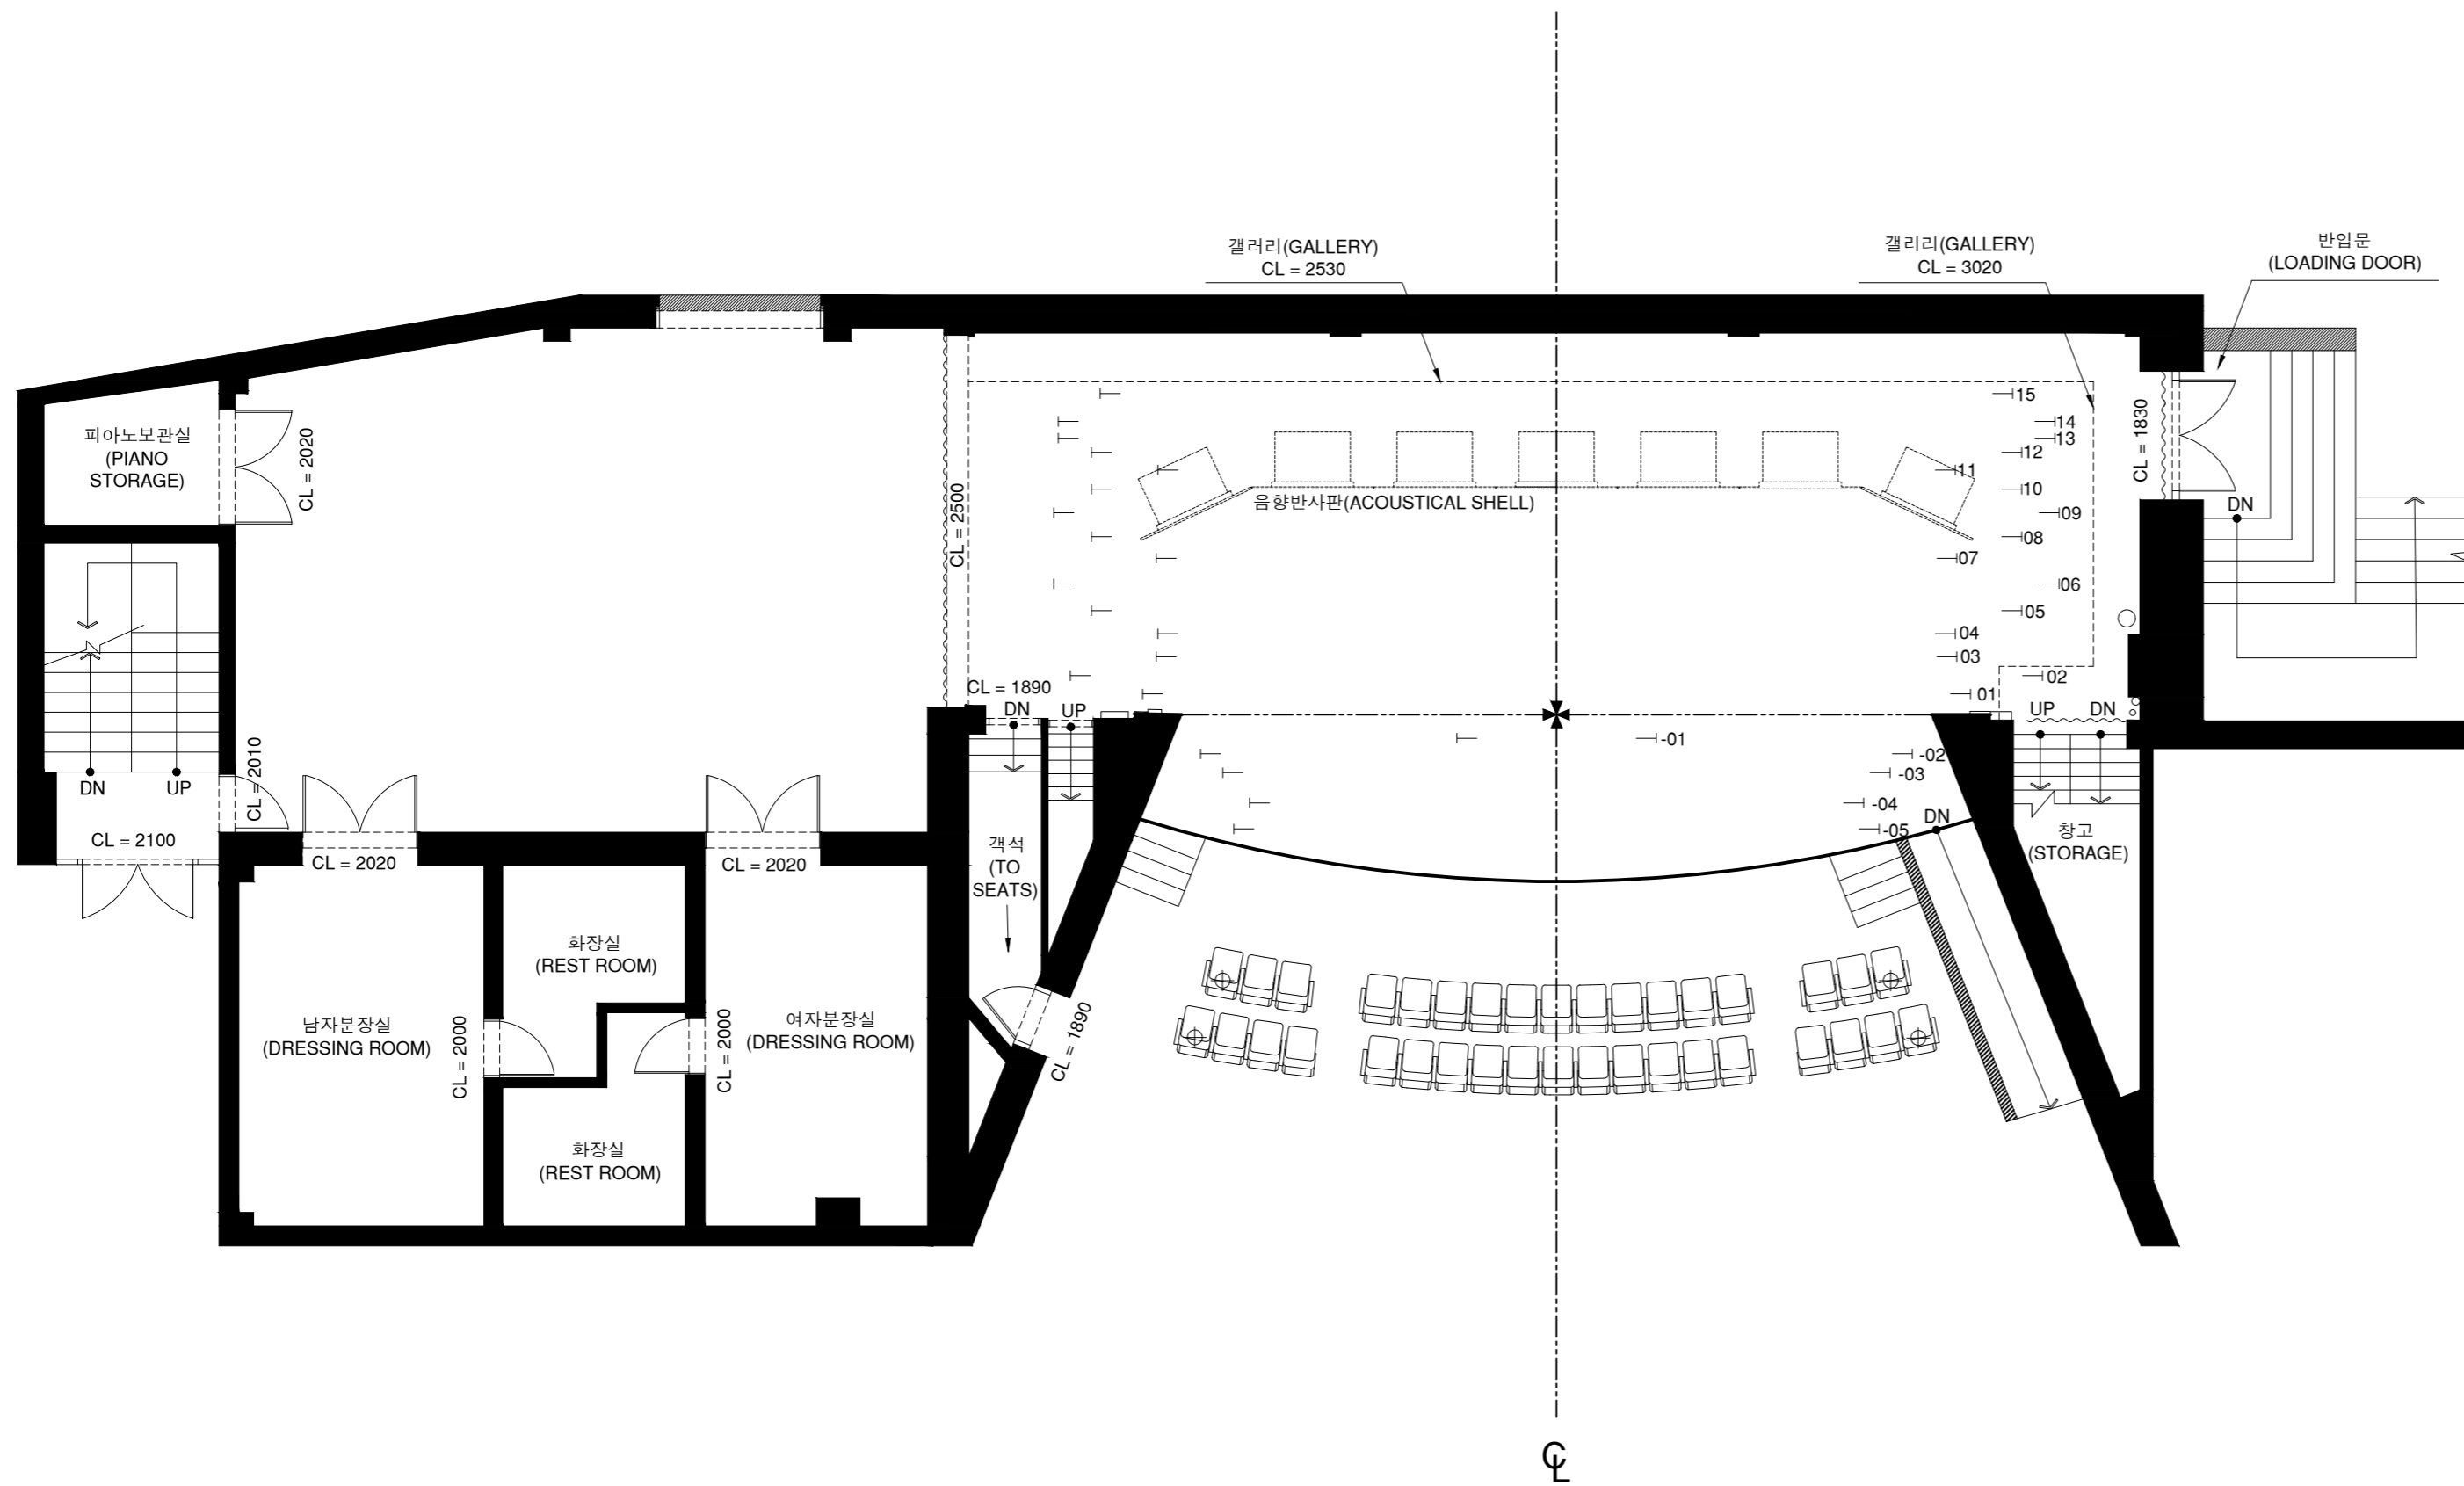 갤러리(GALLERY)
CL = 2530
갤러리(GALLERY)
CL = 3020
반입문
(LOADING DOOR)
피아노보관실
(PIANO
STORAGE)
CL = 2020
CL = 2500
음향반사판(ACOUSTICAL SHELL)
15
14
13
12
11
10
09
08
07
06
05
04
03
02
01
CL = 1830
DN
CL = 1890
DN
UP
UP
DN
-01
-02
-03
-04
-05
DN
DN
UP
CL = 2010
CL = 2100
CL = 2020
CL = 2020
객석
(TO
SEATS)
창고
(STORAGE)
화장실
(REST ROOM)
남자분장실
(DRESSING ROOM)
CL = 2000
CL = 2000
여자분장실
(DRESSING ROOM)
CL = 1890
화장실
(REST ROOM)
℄